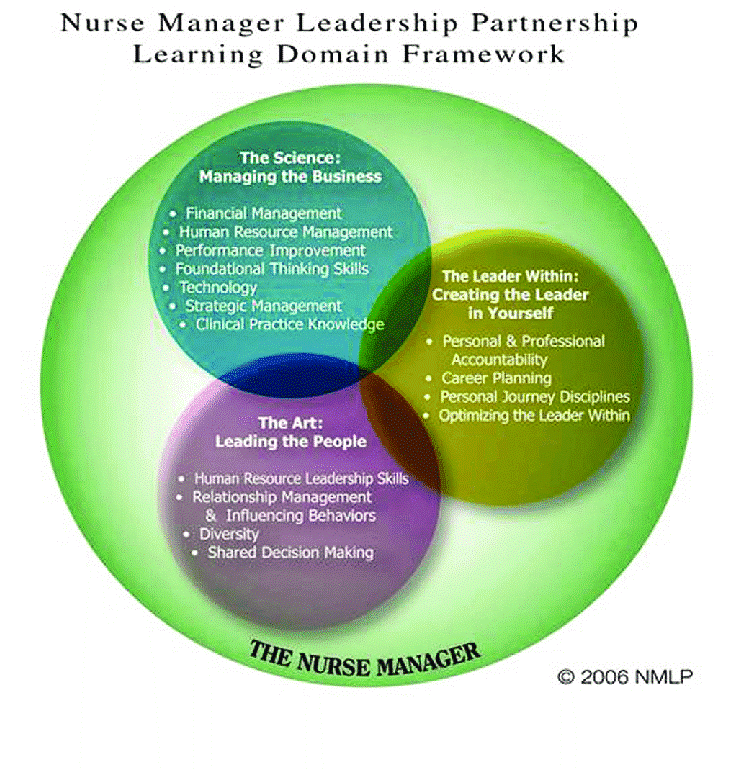 Nurse Manager Leadership Partnership
Learning Domain Framework
The Science:
Managing the Business
• Financial Management
• Human Resource Management
• Performance Improvement
• Foundational Thinking Skills
• Technology
• Strategic Management
• Clinical Practice Knowledge
The Leader Within:
Creating the Leader
in Yourself
• Personal & Professional
Accountability
• Career Planning
• Personal Journey Disciplines
• Optimizing the Leader Within
The Art:
Leading the People
• Human Resource Leadership Skills
• Relationship Management
& Influencing Behaviors
• Diversity
• Shared Decision Making
THE NURSE MANAGER
© 2006 NMLP